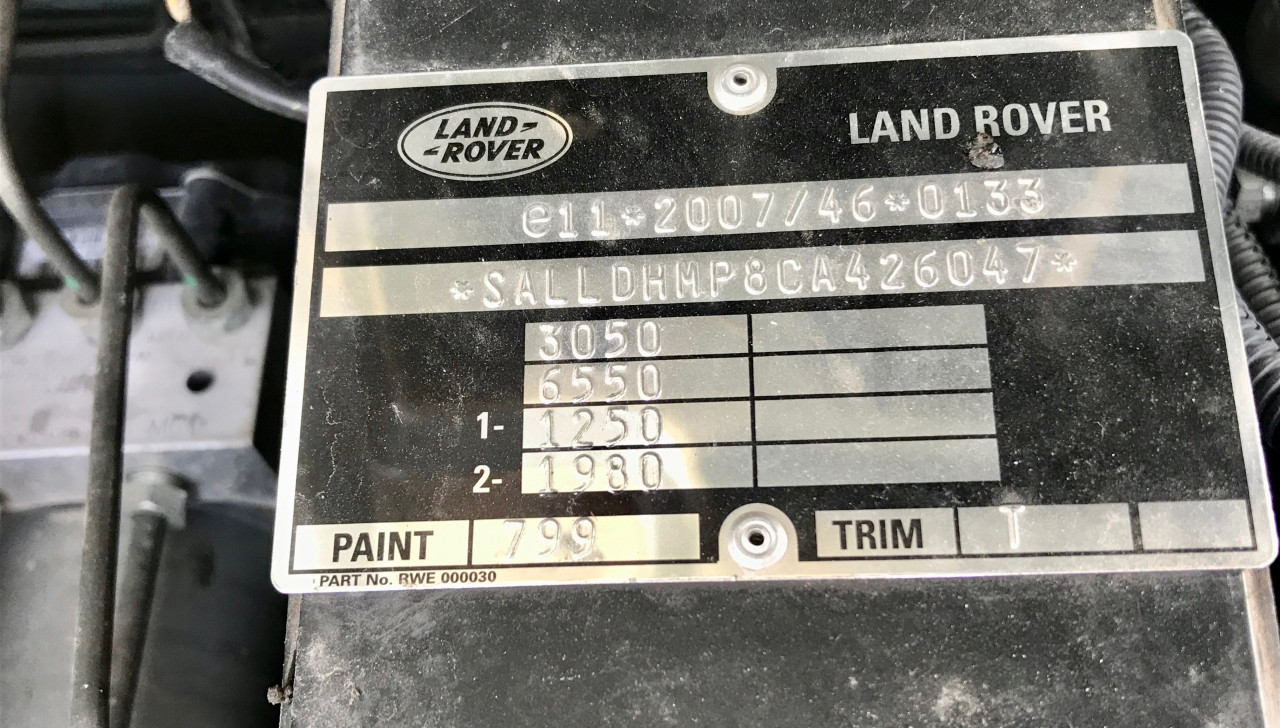 LAND-
-ROVER
LAND ROVER
e11*2007/46*0133
*SALLDHMP8CA426047*
3050
6550
1- 1250
2- 1980
PAINT 799 TRIM T
PART No. RWE 000030